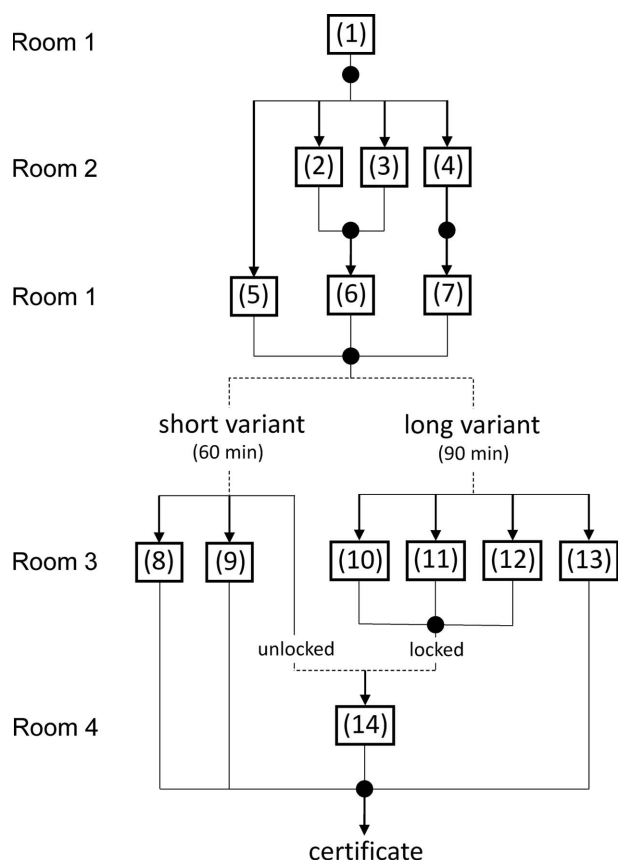 Room 1 (1)
Room 2 (2) (3) (4)
Room 1 (5) (6) (7)
short variant long variant
(60 min) (90 min)
Room 3 (8) (9) (10) (11) (12) (13)
unlocked locked
Room 4 (14)
certificate